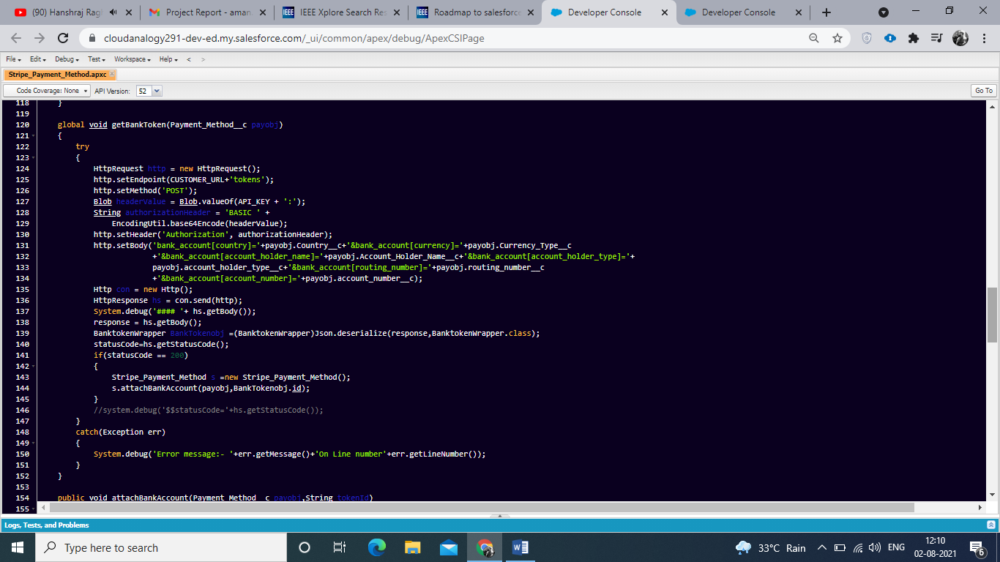 (90) Hanshraj Rag
Project Report - aman.
IEEE Xplore Search Res
Roadmap to salesforce
Developer Console
Developer Console
cloudanalogy291-dev-ed.my.salesforce.com/_ui/common/apex/debug/ApexCSIPage
File Edit Debug Test Workspace Help < >
Stripe_Payment_Method.apxc
Code Coverage: None API Version: 52 Go To
118 }
119
120 global void getBankToken(Payment_Method__c payobj)
121 {
122 try
123 {
124 HttpRequest http = new HttpRequest();
125 http.setEndpoint(CUSTOMER_URL+'tokens');
126 http.setMethod('POST');
127 Blob headerValue = Blob.valueOf(API_KEY + ':');
128 String authorizationHeader = 'BASIC ' +
129 EncodingUtil.base64Encode(headerValue);
130 http.setHeader('Authorization', authorizationHeader);
131 http.setBody('bank_account[country]='+payobj.Country__c+'&bank_account[currency]='+payobj.Currency_Type__c
132 +'&bank_account[account_holder_name]='+payobj.Account_Holder_Name__c+'&bank_account[account_holder_type]='+
133 payobj.account_holder_type__c+'&bank_account[routing_number]='+payobj.routing_number__c
134 +'&bank_account[account_number]='+payobj.account_number__c);
135 Http con = new Http();
136 HttpResponse hs = con.send(http);
137 System.debug('#### '+ hs.getBody());
138 response = hs.getBody();
139 BanktokenWrapper BankTokenobj =(BanktokenWrapper)Json.deserialize(response,BanktokenWrapper.class);
140 statusCode=hs.getStatusCode();
141 if(statusCode == 200)
142 {
143 Stripe_Payment_Method s =new Stripe_Payment_Method();
144 s.attachBankAccount(payobj,BankTokenobj.id);
145 }
146 //system.debug('$$statusCode='+hs.getStatusCode());
147 }
148 catch(Exception err)
149 {
150 System.debug('Error message:- '+err.getMessage()+'On Line number'+err.getLineNumber());
151 }
152 }
153
154 public void attachBankAccount(Payment_Method__c payobj,String tokenId)
155
Logs, Tests, and Problems
Type here to search
33°C Rain
ENG
12:10
02-08-2021
6